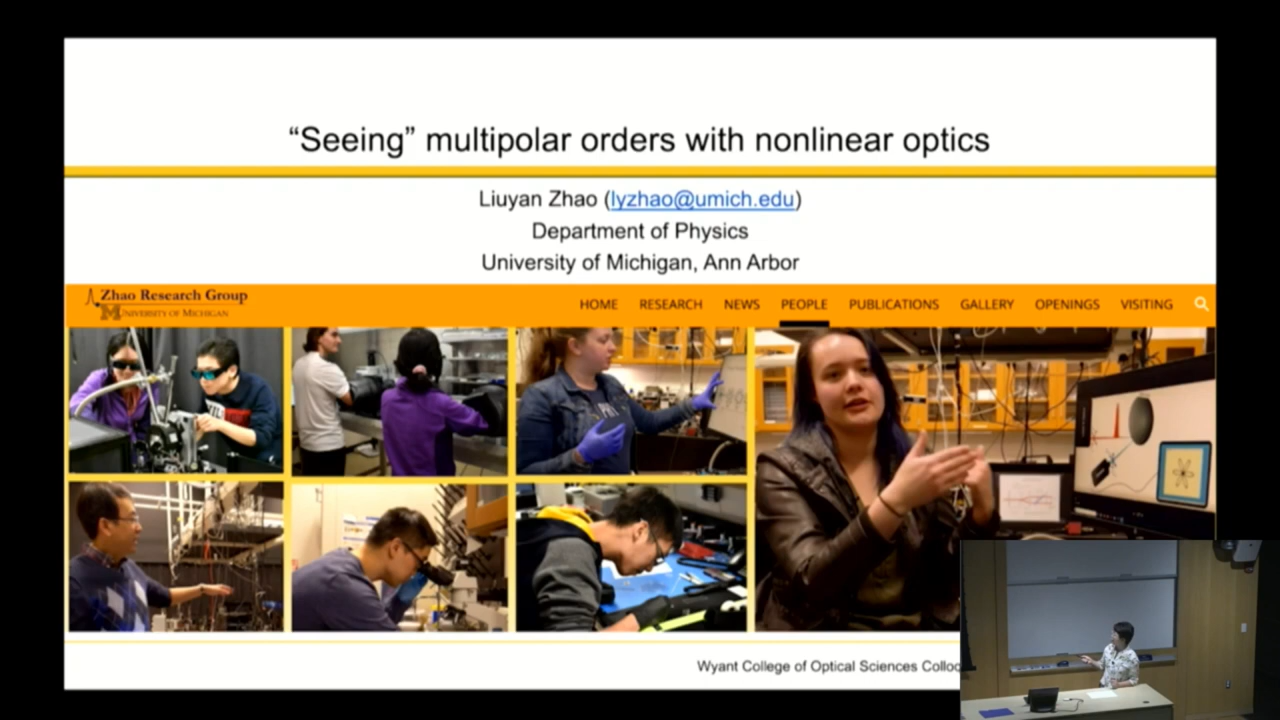 “Seeing” multipolar orders with nonlinear optics
Liuyan Zhao (lyzhao@umich.edu)
Department of Physics
University of Michigan, Ann Arbor
Zhao Research Group
UNIVERSITY OF MICHIGAN
HOME RESEARCH NEWS PEOPLE PUBLICATIONS GALLERY OPENINGS VISITING
Wyant College of Optical Sciences